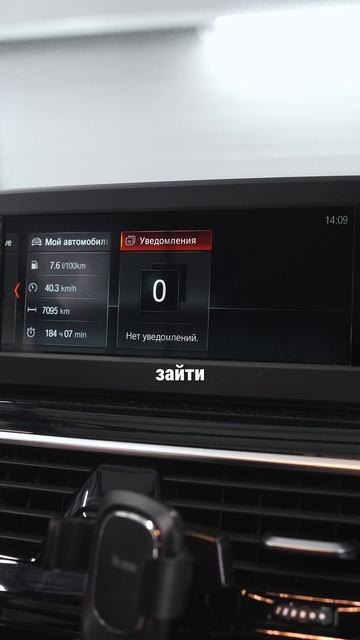 14:09
Мой автомобил
Уведомления
7.6 l/100km
40.3 km/h
7095 km
184 ч 07 min
0
Нет уведомлений.
зайти